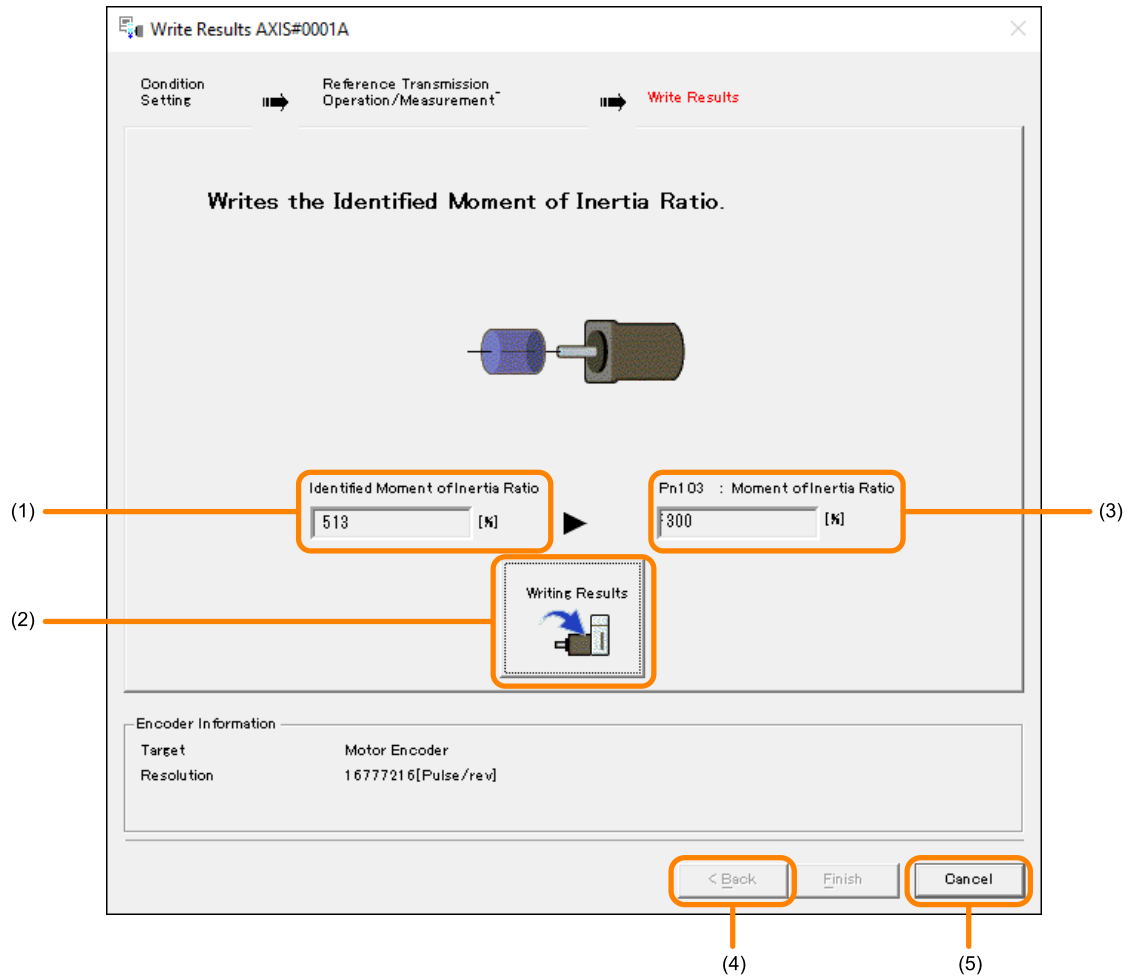 Write Results AXIS#0001A
Condition
Setting
Reference Transmission
Operation/Measurement
Write Results
Writes the Identified Moment of Inertia Ratio.
Identified Moment of Inertia Ratio
513 [%]
Pn103 : Moment of Inertia Ratio
300 [%]
(1)
(3)
Writing Results
(2)
Encoder Information
Target Motor Encoder
Resolution 16777216[Pulse/rev]
< Back Finish Cancel
(4) (5)